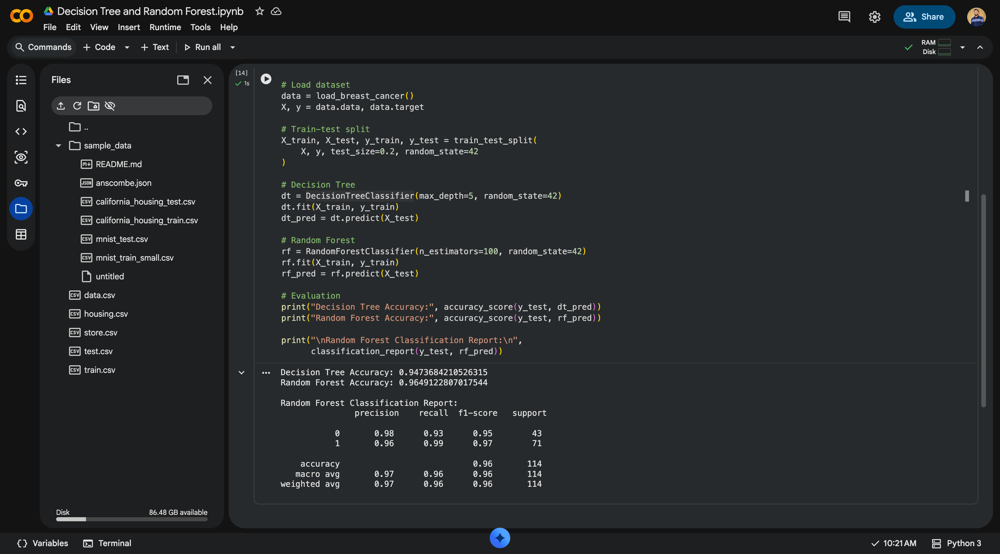 Decision Tree and Random Forest.ipynb
File Edit View Insert Runtime Tools Help
Share
Commands + Code + Text Run all
RAM
Disk
Files
..
sample_data
README.md
JSON anscombe.json
CSV california_housing_test.csv
CSV california_housing_train.csv
CSV mnist_test.csv
CSV mnist_train_small.csv
untitled
CSV data.csv
CSV housing.csv
CSV store.csv
CSV test.csv
CSV train.csv
Disk 86.48 GB available
[14]
1s
# Load dataset
data = load_breast_cancer()
X, y = data.data, data.target
# Train-test split
X_train, X_test, y_train, y_test = train_test_split(
    X, y, test_size=0.2, random_state=42
)
# Decision Tree
dt = DecisionTreeClassifier(max_depth=5, random_state=42)
dt.fit(X_train, y_train)
dt_pred = dt.predict(X_test)
# Random Forest
rf = RandomForestClassifier(n_estimators=100, random_state=42)
rf.fit(X_train, y_train)
rf_pred = rf.predict(X_test)
# Evaluation
print("Decision Tree Accuracy:", accuracy_score(y_test, dt_pred))
print("Random Forest Accuracy:", accuracy_score(y_test, rf_pred))
print("\nRandom Forest Classification Report:\n",
      classification_report(y_test, rf_pred))
Decision Tree Accuracy: 0.9473684210526315
Random Forest Accuracy: 0.9649122807017544
Random Forest Classification Report:
precision recall f1-score support
0 0.98 0.93 0.95 43
1 0.96 0.99 0.97 71
accuracy 0.96 114
macro avg 0.97 0.96 0.96 114
weighted avg 0.97 0.96 0.96 114
{} Variables Terminal
10:21 AM Python 3